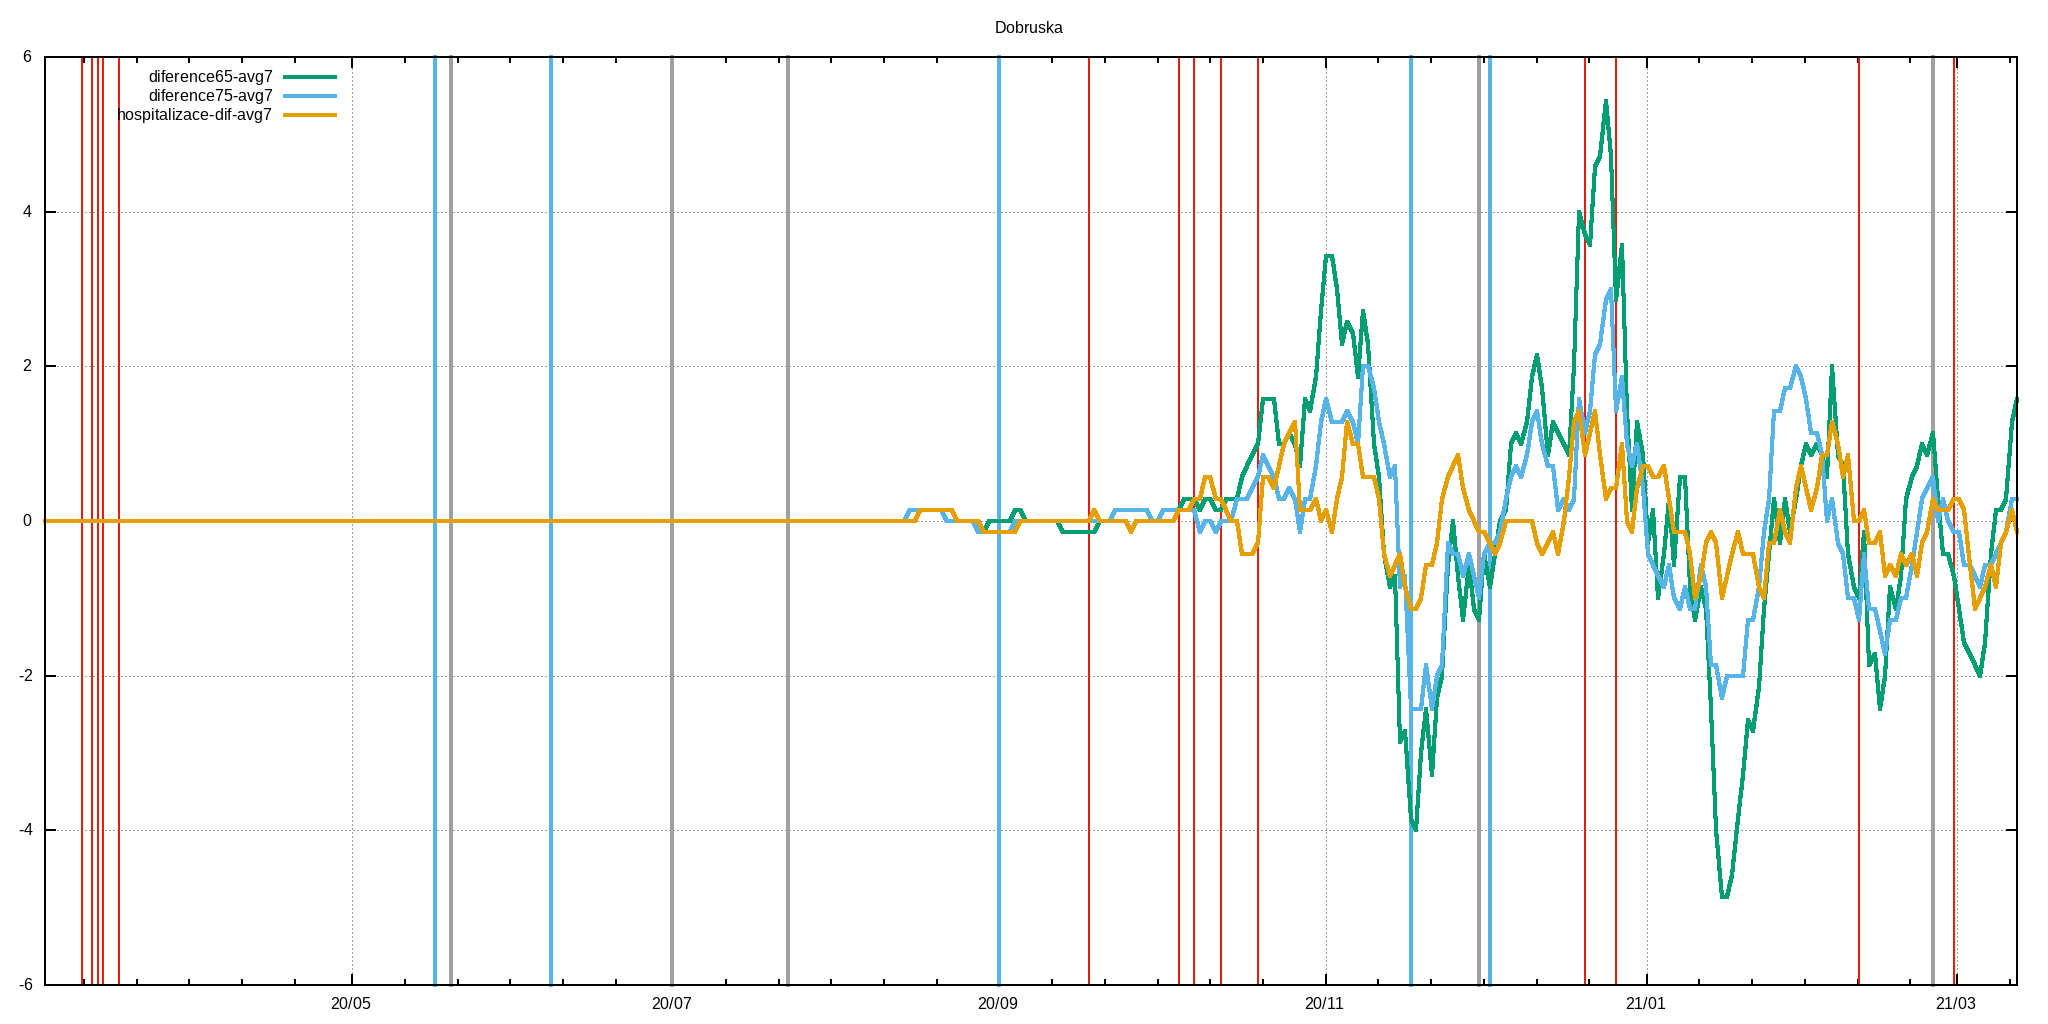 Dobruska
6
diference65-avg7
diference75-avg7
hospitalizace-dif-avg7
4
2
0
-2
-4
-6
20/05 20/07 20/09 20/11 21/01 21/03